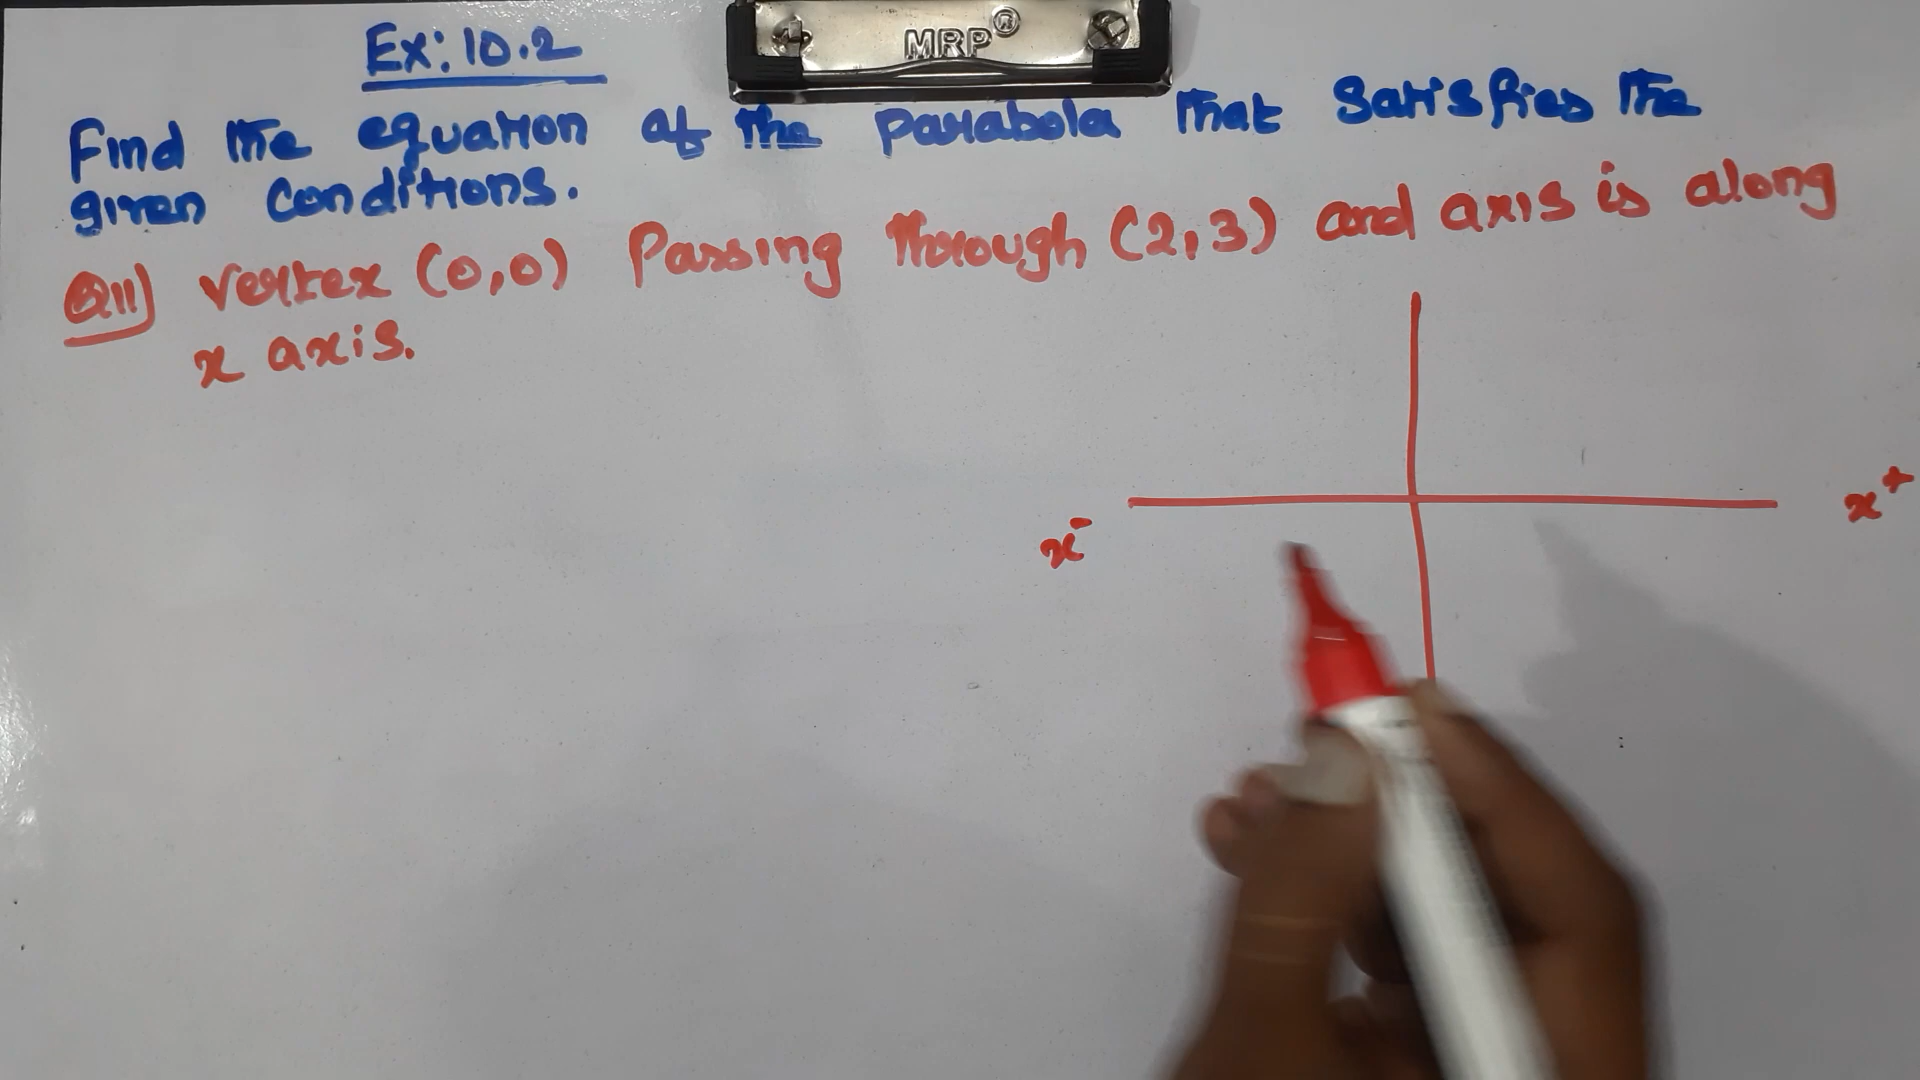 MRP®
Ex: 10.2
Find the equation of the parabola that satisfies the
given conditions.
Q11) vertex (0,0) Passing through (2,3) and axis is along
x axis.
x⁺
x⁻